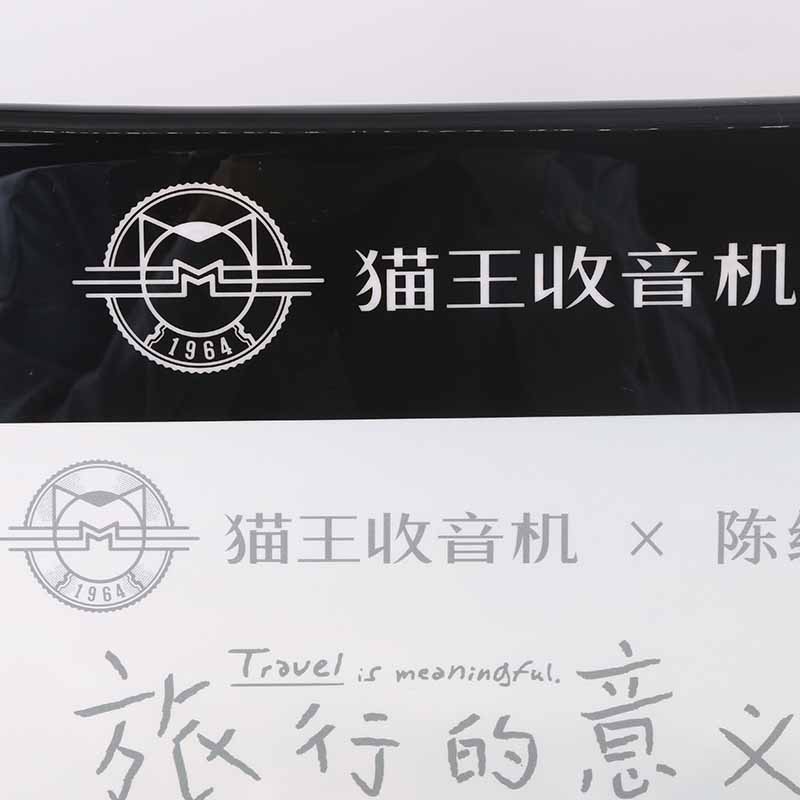 猫王收音机
1964
猫王收音机 × 陈
1964
Travel is meaningful.
旅行的意义